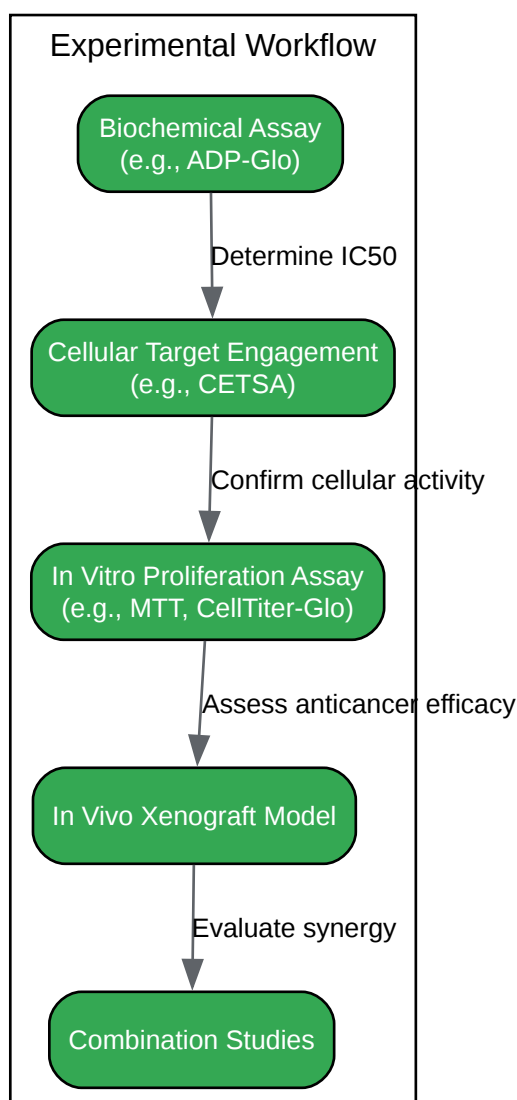 Experimental Workflow
Biochemical Assay
(e.g., ADP-Glo)
Determine IC50
Cellular Target Engagement
(e.g., CETSA)
Confirm cellular activity
In Vitro Proliferation Assay
(e.g., MTT, CellTiter-Glo)
Assess anticancer efficacy
In Vivo Xenograft Model
Evaluate synergy
Combination Studies